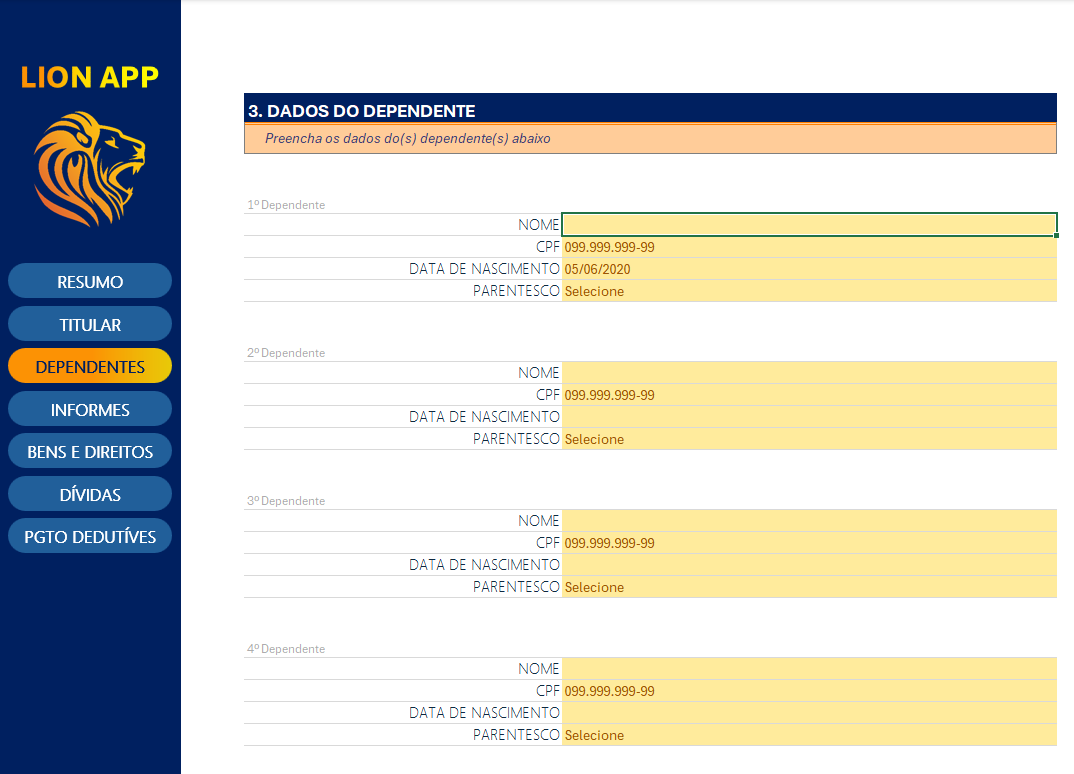 LION APP
RESUMO
TITULAR
DEPENDENTES
INFORMES
BENS E DIREITOS
DÍVIDAS
PGTO DEDUTÍVES
3. DADOS DO DEPENDENTE
Preencha os dados do(s) dependente(s) abaixo
1º Dependente
NOME
CPF 099.999.999-99
DATA DE NASCIMENTO 05/06/2020
PARENTESCO Selecione
2º Dependente
NOME
CPF 099.999.999-99
DATA DE NASCIMENTO
PARENTESCO Selecione
3º Dependente
NOME
CPF 099.999.999-99
DATA DE NASCIMENTO
PARENTESCO Selecione
4º Dependente
NOME
CPF 099.999.999-99
DATA DE NASCIMENTO
PARENTESCO Selecione